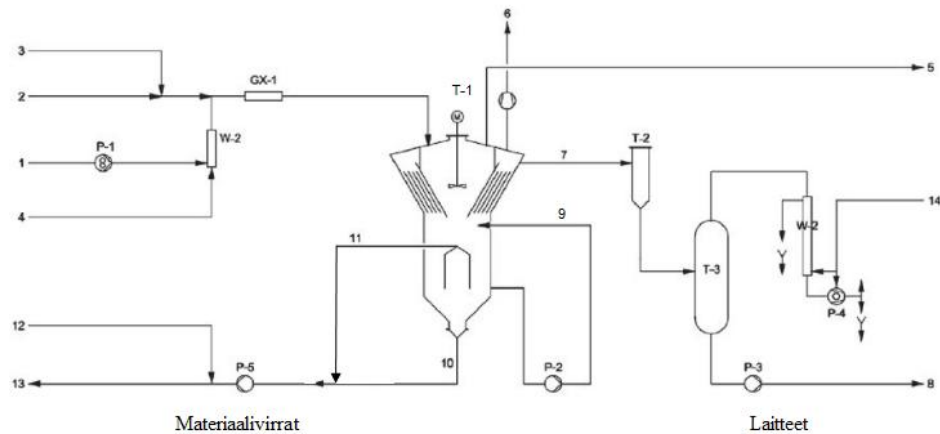 6
3
GX-1
T-1
5
2
M
P-1
W-2
T-2
1
7
4
9
14
W-2
11
Y
T-3
P-4
Y
12
P-5
10
P-2
P-3
13
8
Materiaalivirrat
Laitteet